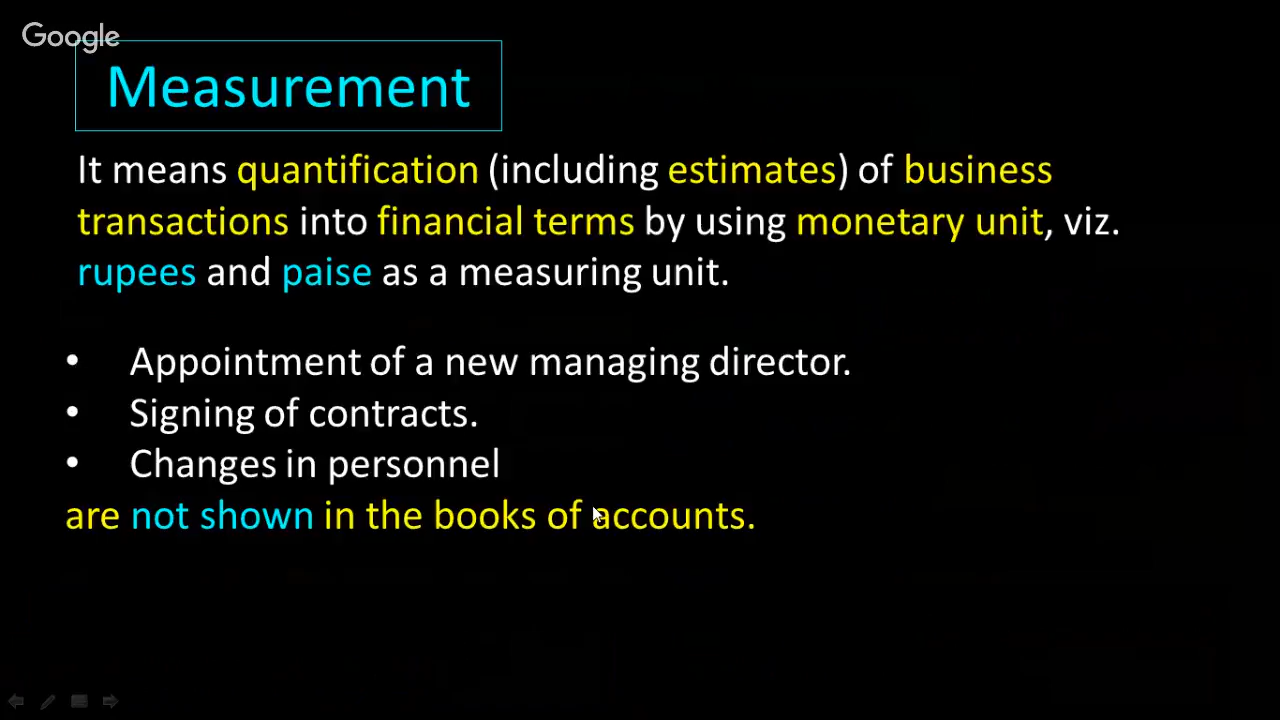 Google
Measurement
It means quantification (including estimates) of business
transactions into financial terms by using monetary unit, viz.
rupees and paise as a measuring unit.
• Appointment of a new managing director.
• Signing of contracts.
• Changes in personnel
are not shown in the books of accounts.